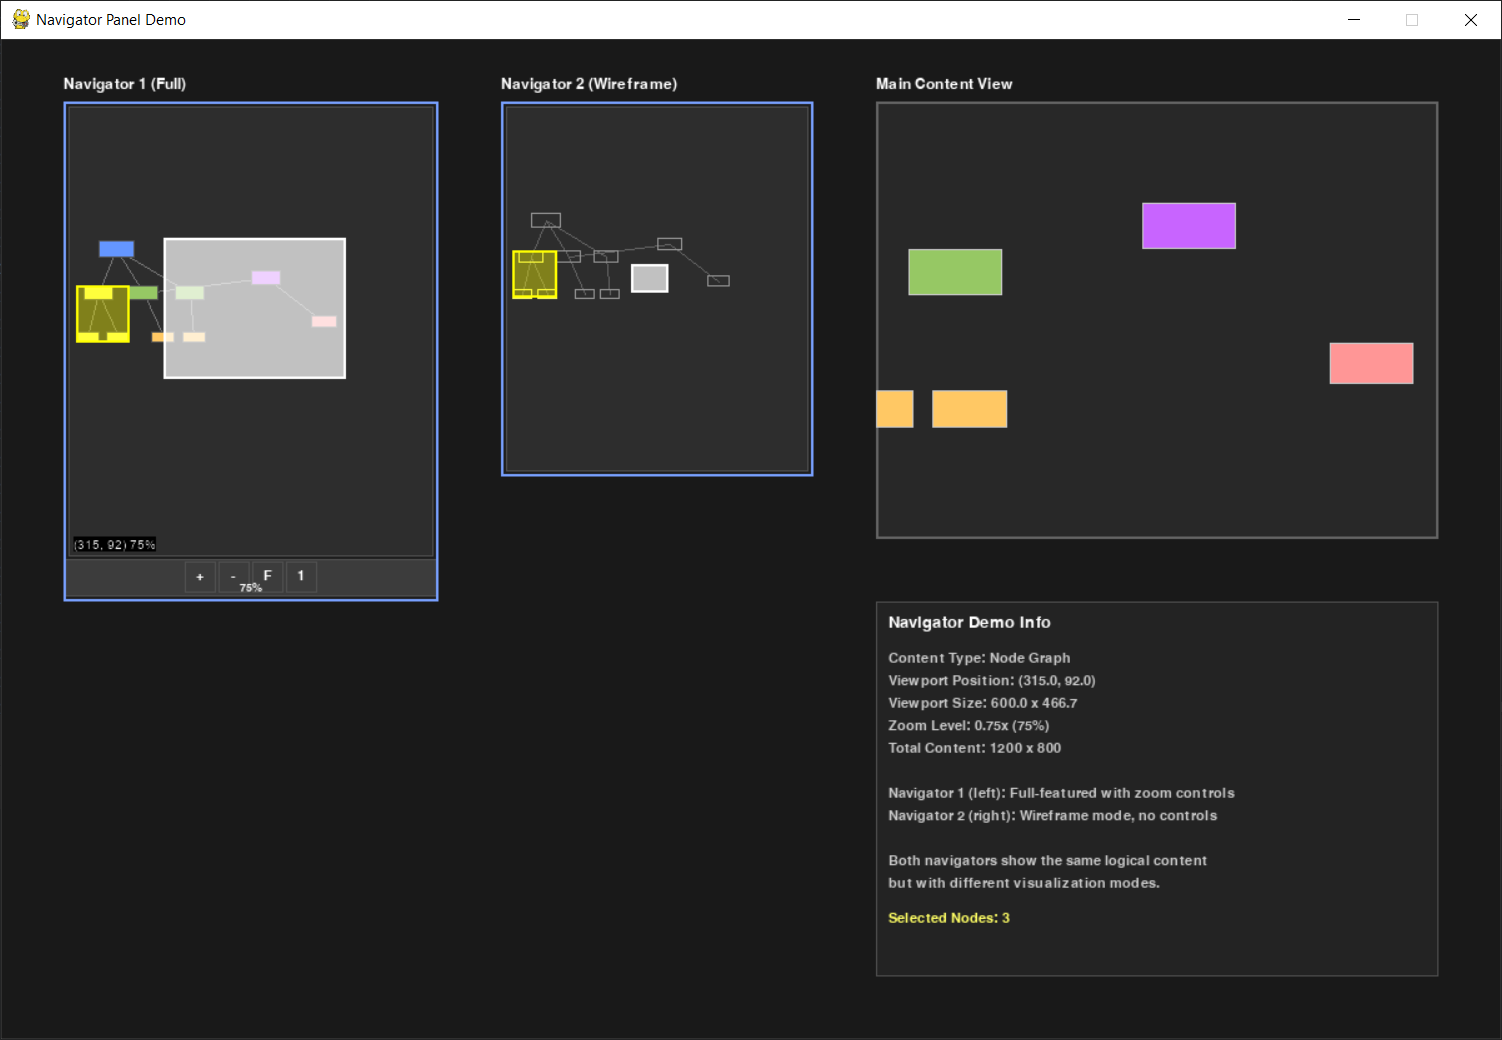 Navigator Panel Demo
Navigator 1 (Full)
Navigator 2 (Wireframe)
Main Content View
(315, 92) 75%
+ - F 1
75%
Navigator Demo Info
Content Type: Node Graph
Viewport Position: (315.0, 92.0)
Viewport Size: 600.0 x 466.7
Zoom Level: 0.75x (75%)
Total Content: 1200 x 800
Navigator 1 (left): Full-featured with zoom controls
Navigator 2 (right): Wireframe mode, no controls
Both navigators show the same logical content
but with different visualization modes.
Selected Nodes: 3